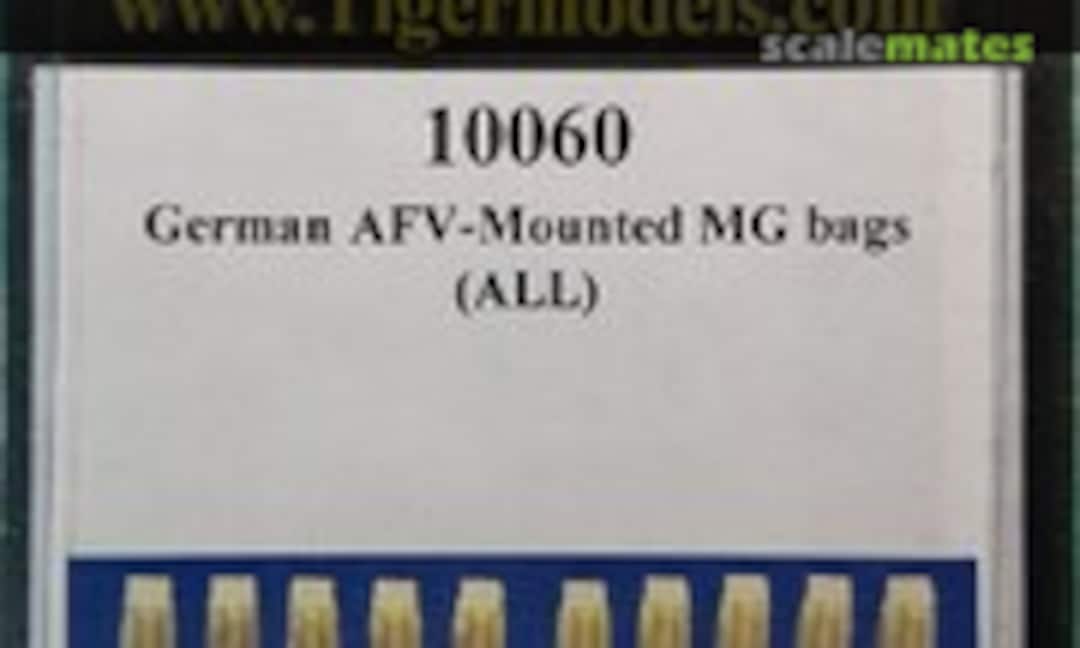 www.Tigermodels.com
scalemates
10060
German AFV-Mounted MG bags
(ALL)